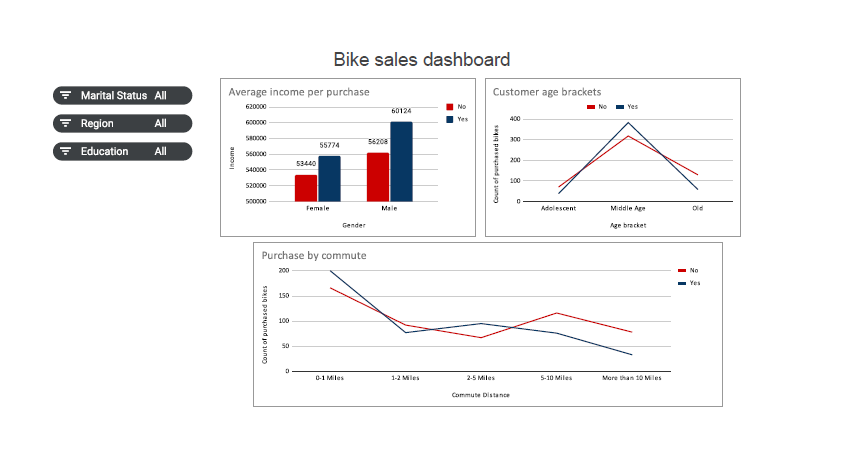 Bike sales dashboard
Marital Status All
Region All
Education All
Average income per purchase
620000
600000
580000
560000
540000
520000
500000
Income
53440
55774
56208
60124
Female
Male
Gender
No
Yes
Customer age brackets
No
Yes
400
300
200
100
0
Count of purchased bikes
Adolescent
Middle Age
Old
Age bracket
Purchase by commute
200
150
100
50
0
Count of purchased bikes
0-1 Miles
1-2 Miles
2-5 Miles
5-10 Miles
More than 10 Miles
Commute Distance
No
Yes